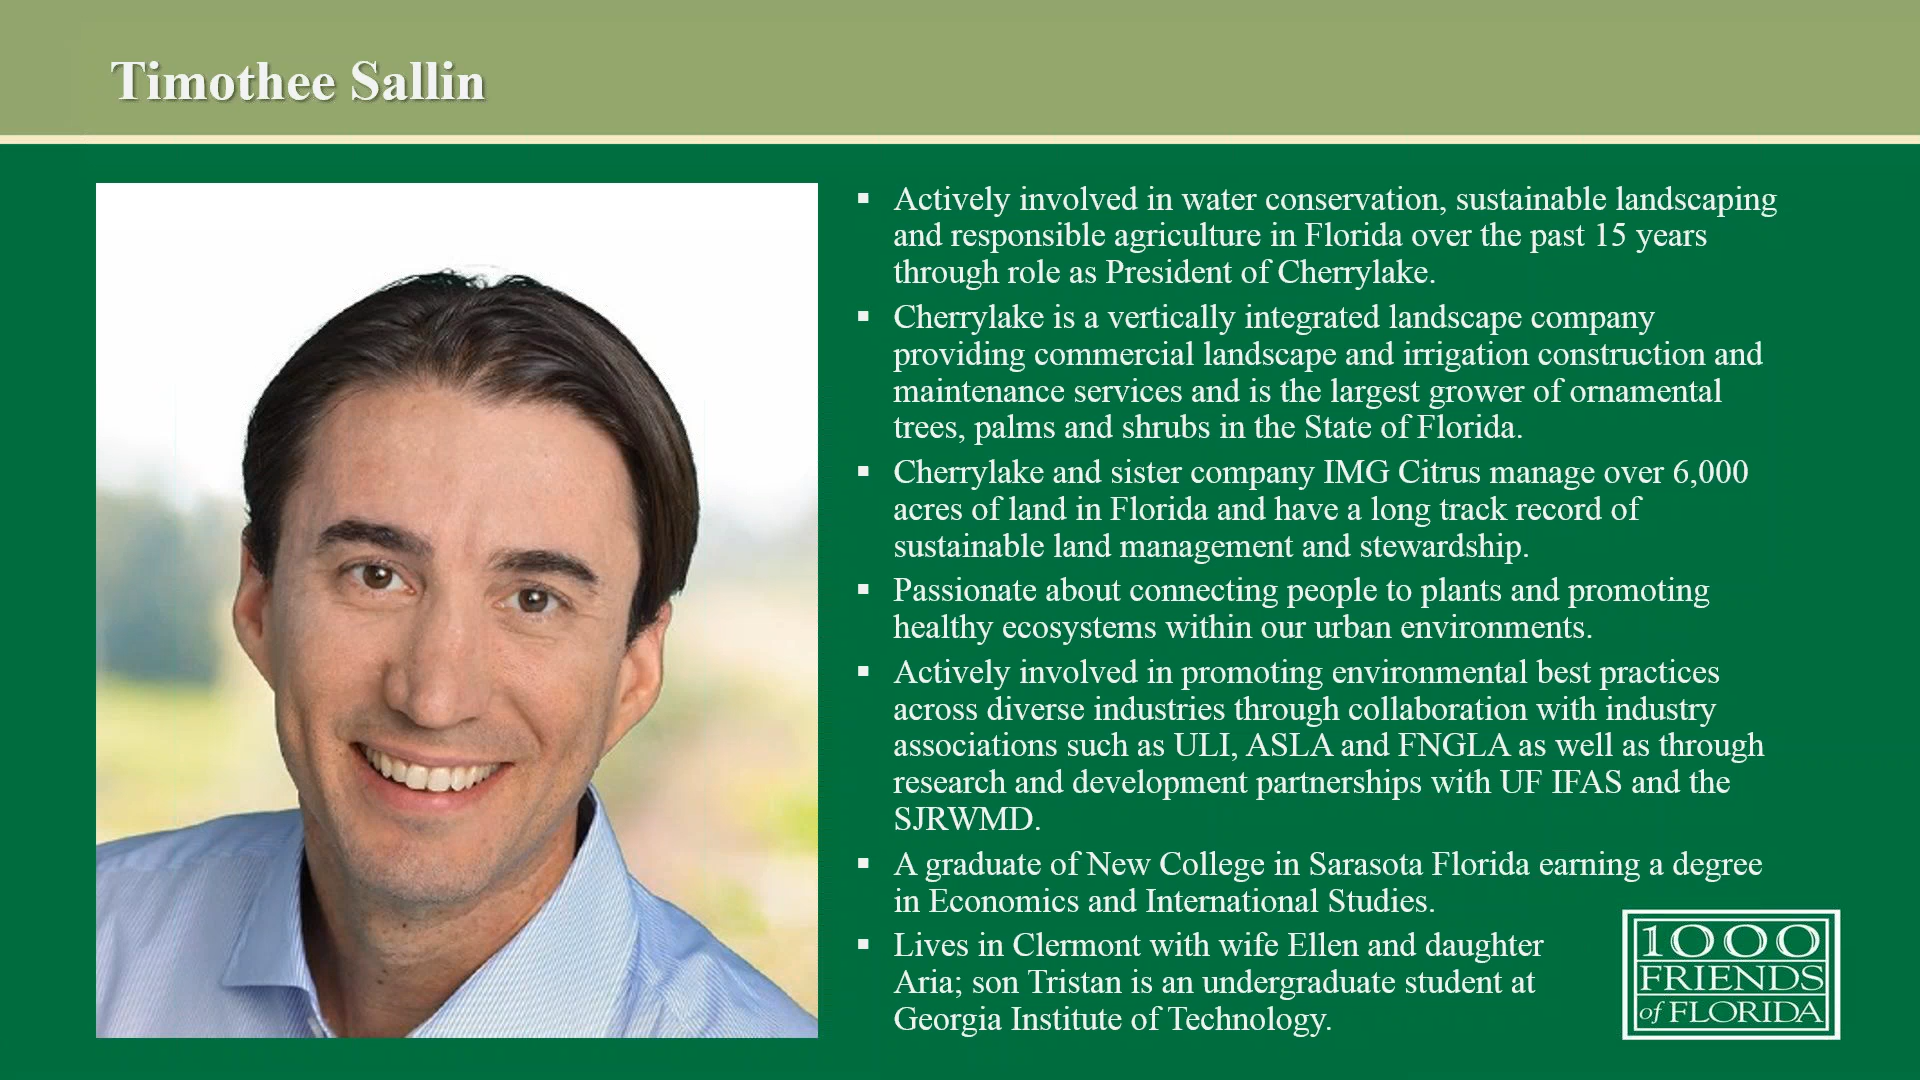 Timothee Sallin
▪ Actively involved in water conservation, sustainable landscaping
and responsible agriculture in Florida over the past 15 years
through role as President of Cherrylake.
▪ Cherrylake is a vertically integrated landscape company
providing commercial landscape and irrigation construction and
maintenance services and is the largest grower of ornamental
trees, palms and shrubs in the State of Florida.
▪ Cherrylake and sister company IMG Citrus manage over 6,000
acres of land in Florida and have a long track record of
sustainable land management and stewardship.
▪ Passionate about connecting people to plants and promoting
healthy ecosystems within our urban environments.
▪ Actively involved in promoting environmental best practices
across diverse industries through collaboration with industry
associations such as ULI, ASLA and FNGLA as well as through
research and development partnerships with UF IFAS and the
SJRWMD.
▪ A graduate of New College in Sarasota Florida earning a degree
in Economics and International Studies.
▪ Lives in Clermont with wife Ellen and daughter
Aria; son Tristan is an undergraduate student at
Georgia Institute of Technology.
1000
FRIENDS
of FLORIDA